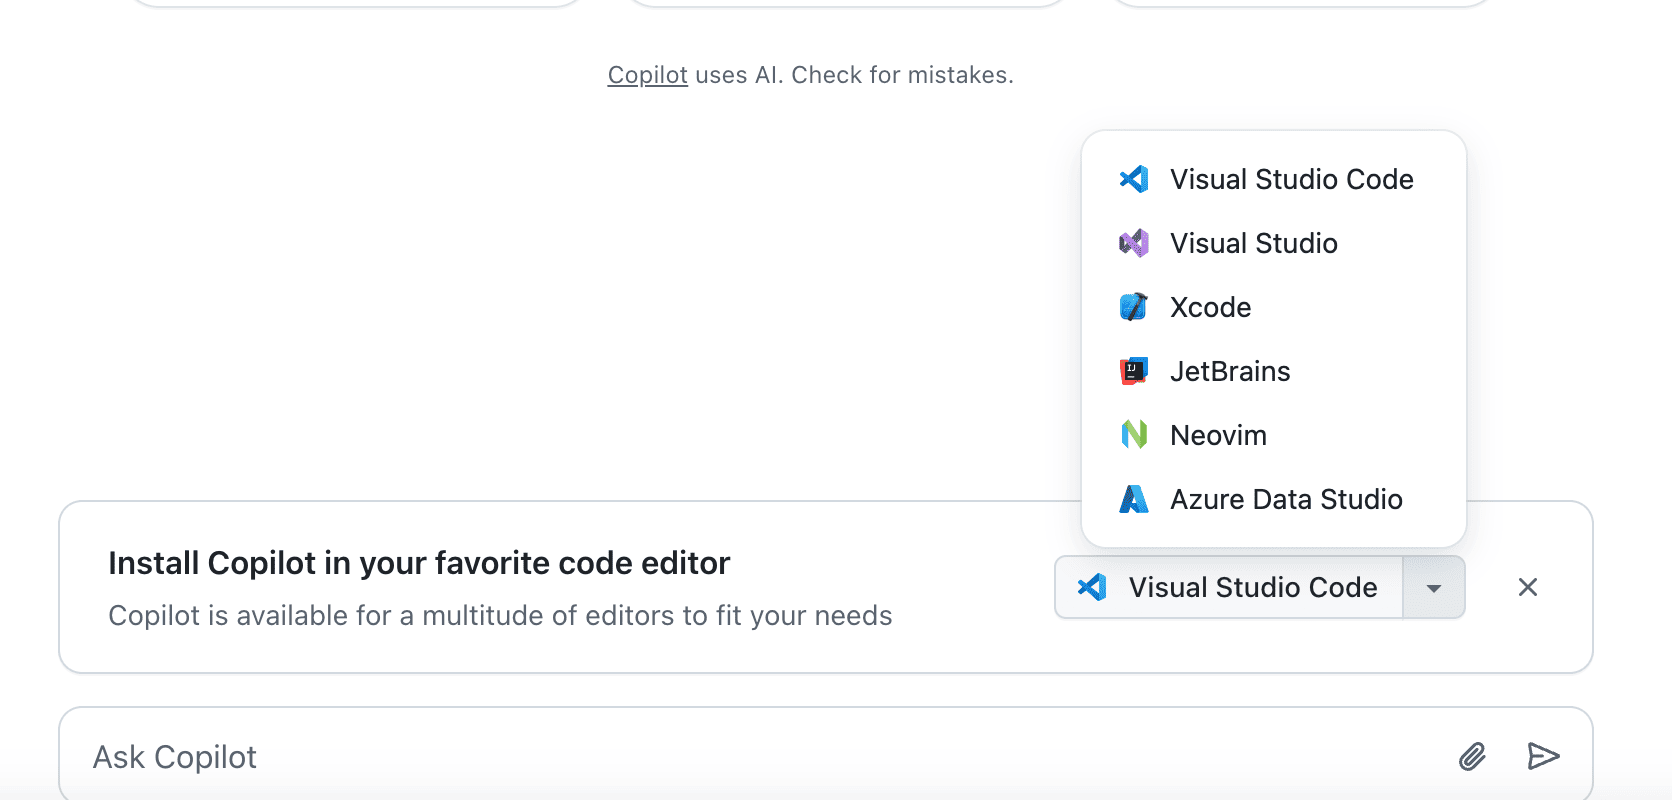 Copilot uses AI. Check for mistakes.
Visual Studio Code
Visual Studio
Xcode
JetBrains
Neovim
Azure Data Studio
Install Copilot in your favorite code editor
Copilot is available for a multitude of editors to fit your needs
Visual Studio Code
Ask Copilot